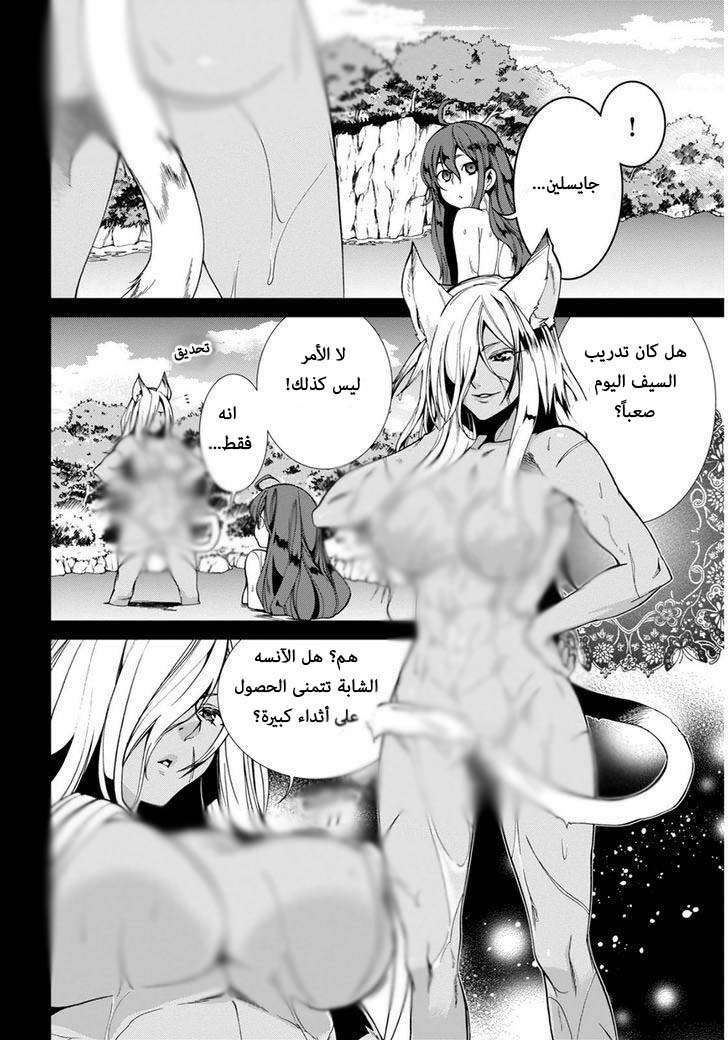 !
جايسلين...
هل كان تدريب
السيف اليوم
صعباً؟
لا الأمر
ليس كذلك!
انه
فقط...
تحديق
هم؟ هل الآنسه
الشابة تتمنى الحصول
على أثداء كبيرة؟